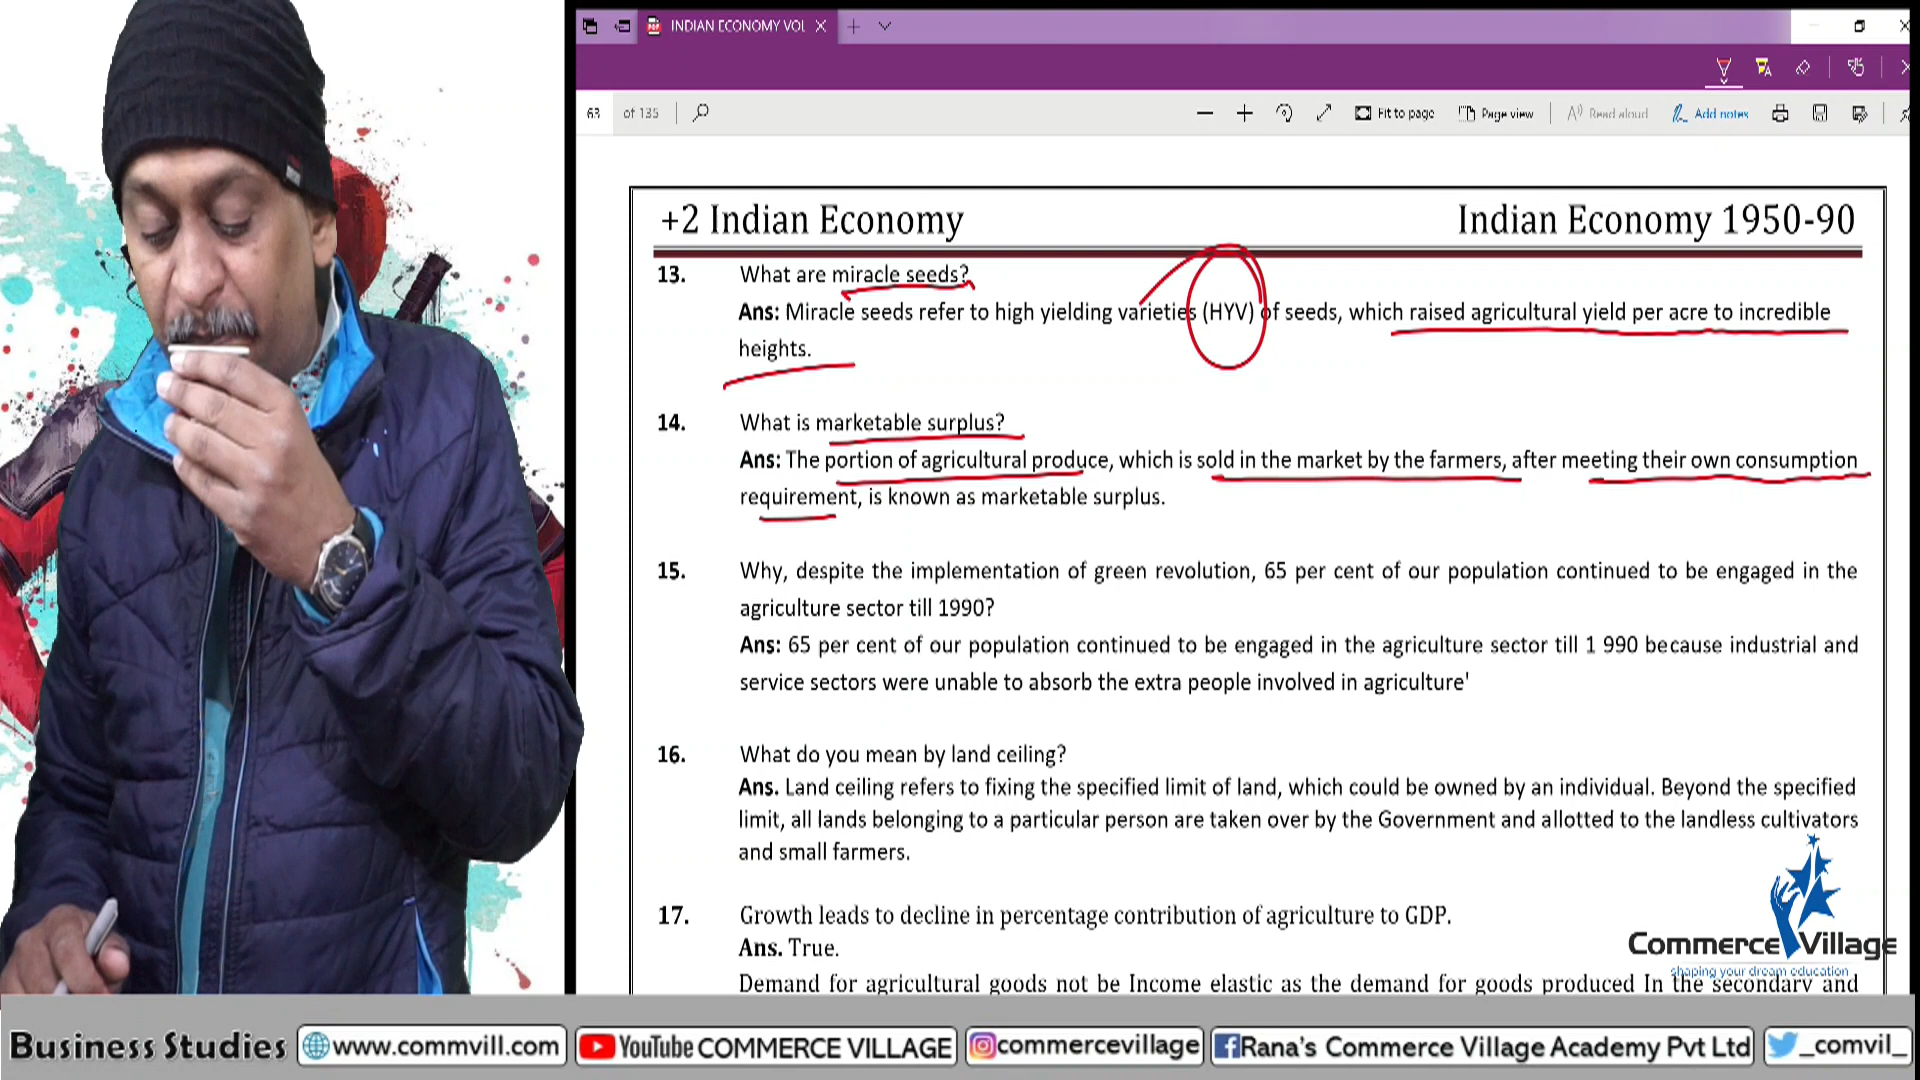 INDIAN ECONOMY VOL
63 of 135
Fit to page
Page view
Read aloud
Add notes
+2 Indian Economy
Indian Economy 1950-90
13. What are miracle seeds?
Ans: Miracle seeds refer to high yielding varieties (HYV) of seeds, which raised agricultural yield per acre to incredible
heights.
14. What is marketable surplus?
Ans: The portion of agricultural produce, which is sold in the market by the farmers, after meeting their own consumption
requirement, is known as marketable surplus.
15. Why, despite the implementation of green revolution, 65 per cent of our population continued to be engaged in the
agriculture sector till 1990?
Ans: 65 per cent of our population continued to be engaged in the agriculture sector till 1 990 because industrial and
service sectors were unable to absorb the extra people involved in agriculture'
16. What do you mean by land ceiling?
Ans. Land ceiling refers to fixing the specified limit of land, which could be owned by an individual. Beyond the specified
limit, all lands belonging to a particular person are taken over by the Government and allotted to the landless cultivators
and small farmers.
17. Growth leads to decline in percentage contribution of agriculture to GDP.
Ans. True.
Demand for agricultural goods not be Income elastic as the demand for goods produced In the secondary and
Commerce Village
shaping your dream education
Business Studies
www.commvill.com
YouTube COMMERCE VILLAGE
commercevillage
Rana's Commerce Village Academy Pvt Ltd
_comvil_